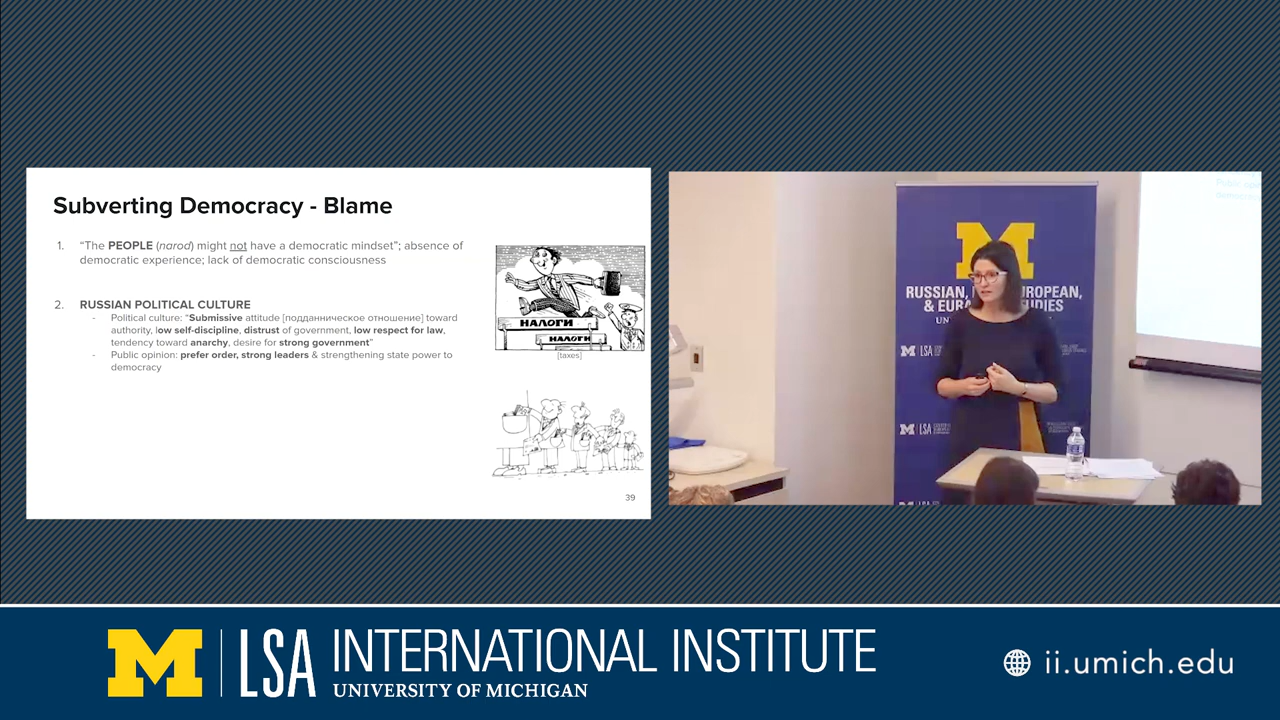 Subverting Democracy - Blame
1. “The PEOPLE (narod) might not have a democratic mindset”; absence of
democratic experience; lack of democratic consciousness
2. RUSSIAN POLITICAL CULTURE
- Political culture: “Submissive attitude [подданническое отношение] toward
authority, low self-discipline, distrust of government, low respect for law,
tendency toward anarchy, desire for strong government”
- Public opinion: prefer order, strong leaders & strengthening state power to
democracy
НАЛОГИ
НАЛОГИ
[taxes]
39
M
RUSSIAN, EUROPEAN,
& EUR
UN
M LSA
M LSA
M LSA INTERNATIONAL INSTITUTE
UNIVERSITY OF MICHIGAN
ii.umich.edu